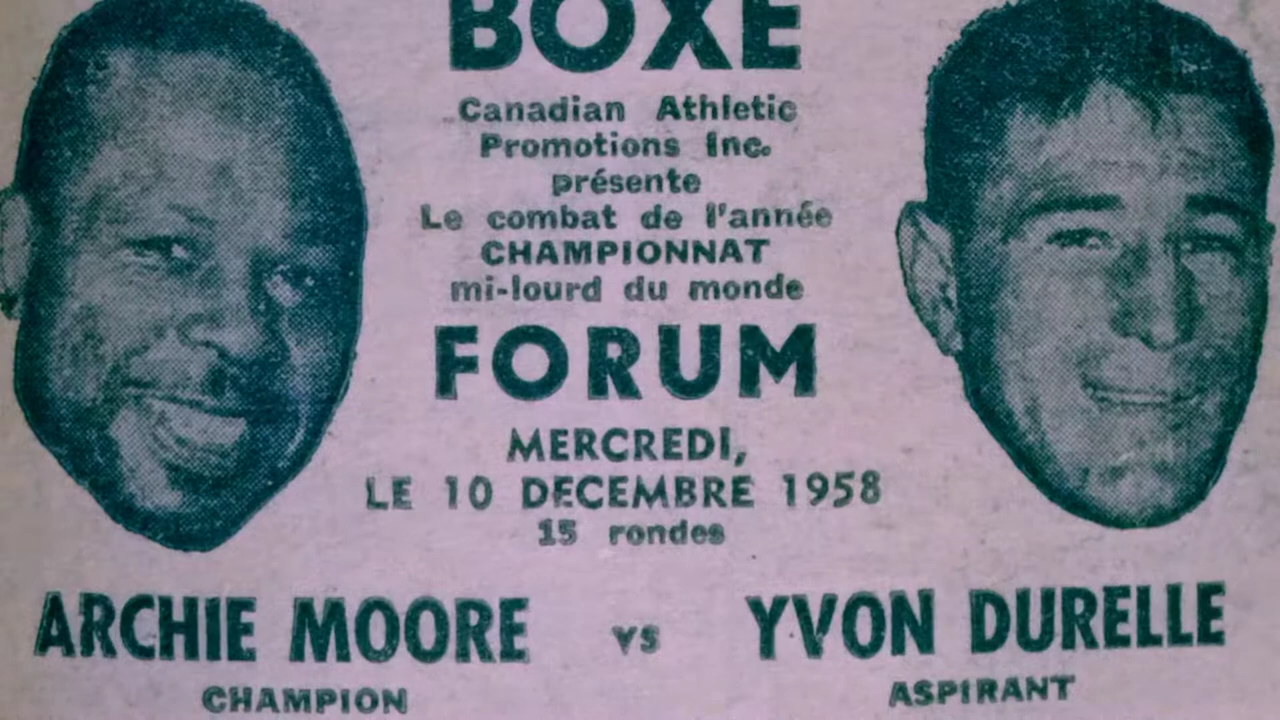 BOXE
Canadian Athletic
Promotions Inc.
présente
Le combat de l'année
CHAMPIONNAT
mi-lourd du monde
FORUM
MERCREDI,
LE 10 DECEMBRE 1958
15 rondes
ARCHIE MOORE vs YVON DURELLE
CHAMPION ASPIRANT